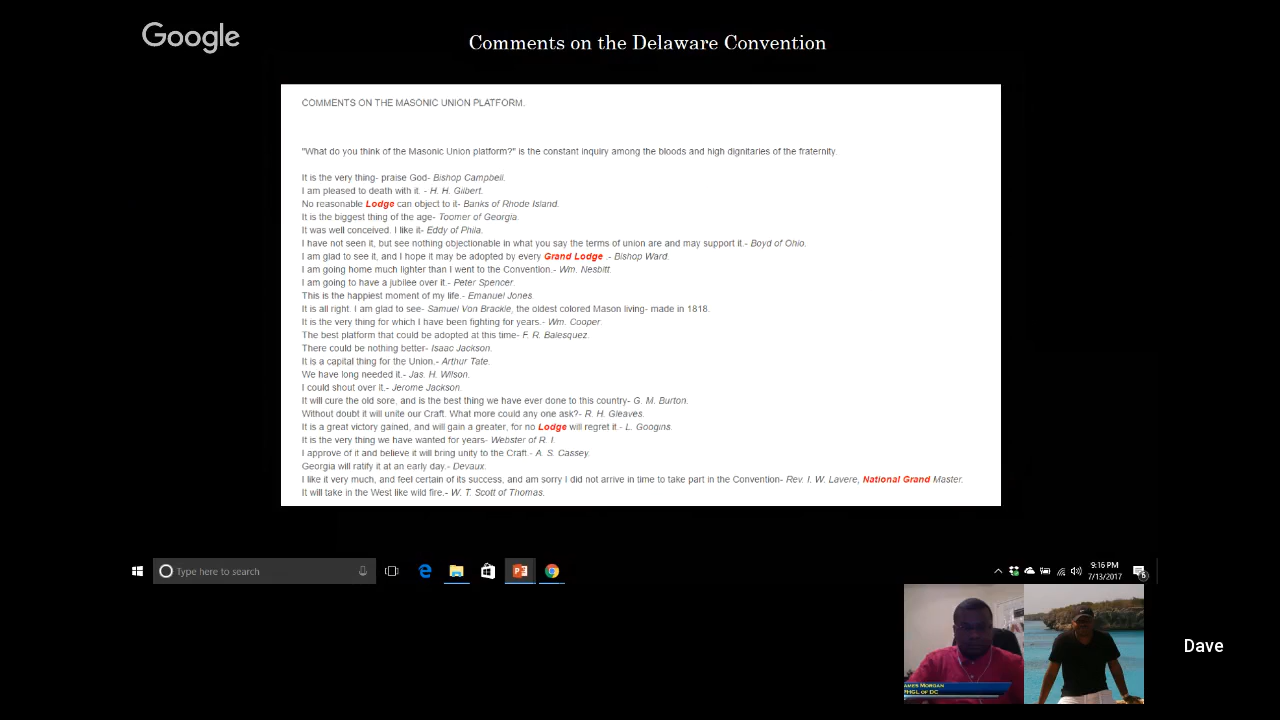 Google
Comments on the Delaware Convention
COMMENTS ON THE MASONIC UNION PLATFORM.
"What do you think of the Masonic Union platform?" is the constant inquiry among the bloods and high dignitaries of the fraternity.
It is the very thing- praise God- Bishop Campbell.
I am pleased to death with it. - H. H. Gilbert.
No reasonable Lodge can object to it- Banks of Rhode Island.
It is the biggest thing of the age- Toomer of Georgia.
It was well conceived. I like it- Eddy of Phila.
I have not seen it, but see nothing objectionable in what you say the terms of union are and may support it.- Boyd of Ohio.
I am glad to see it, and I hope it may be adopted by every Grand Lodge .- Bishop Ward.
I am going home much lighter than I went to the Convention.- Wm. Nesbitt.
I am going to have a jubilee over it.- Peter Spencer.
This is the happiest moment of my life.- Emanuel Jones.
It is all right. I am glad to see- Samuel Von Brackle, the oldest colored Mason living- made in 1818.
It is the very thing for which I have been fighting for years.- Wm. Cooper.
The best platform that could be adopted at this time- F. R. Balesquez.
There could be nothing better- Isaac Jackson.
It is a capital thing for the Union.- Arthur Tate.
We have long needed it.- Jas. H. Wilson.
I could shout over it.- Jerome Jackson.
It will cure the old sore, and is the best thing we have ever done to this country- G. M. Burton.
Without doubt it will unite our Craft. What more could any one ask?- R. H. Gleaves.
It is a great victory gained, and will gain a greater, for no Lodge will regret it.- L. Googins.
It is the very thing we have wanted for years- Webster of R. I.
I approve of it and believe it will bring unity to the Craft.- A. S. Cassey.
Georgia will ratify it at an early day.- Devaux.
I like it very much, and feel certain of its success, and am sorry I did not arrive in time to take part in the Convention- Rev. I. W. Lavere, National Grand Master.
It will take in the West like wild fire.- W. T. Scott of Thomas.
Type here to search
9:16 PM
7/13/2017
6
AMES MORGAN
PHGL OF DC
Dave